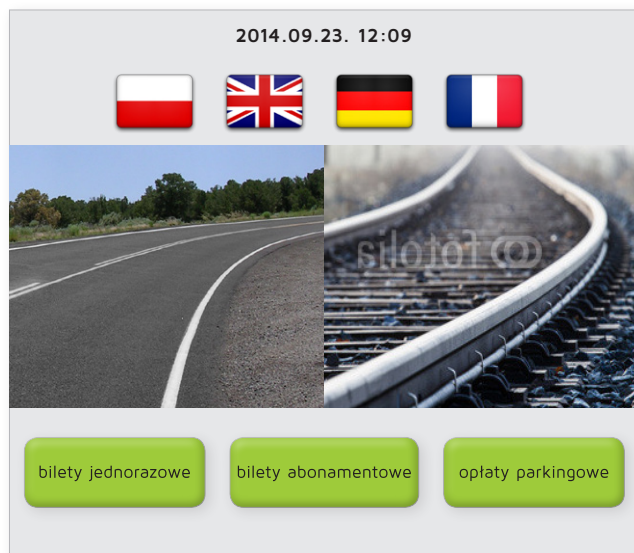 2014.09.23. 12:09
fotolia
bilety jednorazowe
bilety abonamentowe
opłaty parkingowe